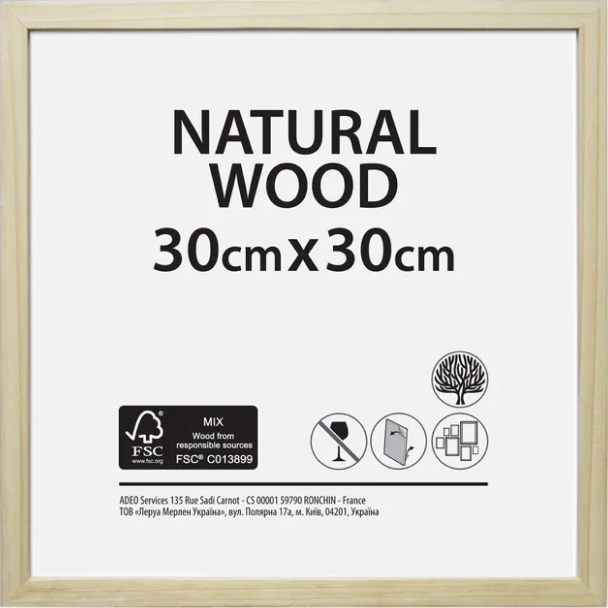 NATURAL
WOOD
30cm x 30cm
MIX
Wood from
responsible sources
FSC® C013899
FSC
www.fsc.org
ADEO Services 135 Rue Sadi Carnot - CS 00001 59790 RONCHIN - France
ТОВ «Леруа Мерлен Україна», вул. Полярна 17а, м. Київ, 04201, Україна